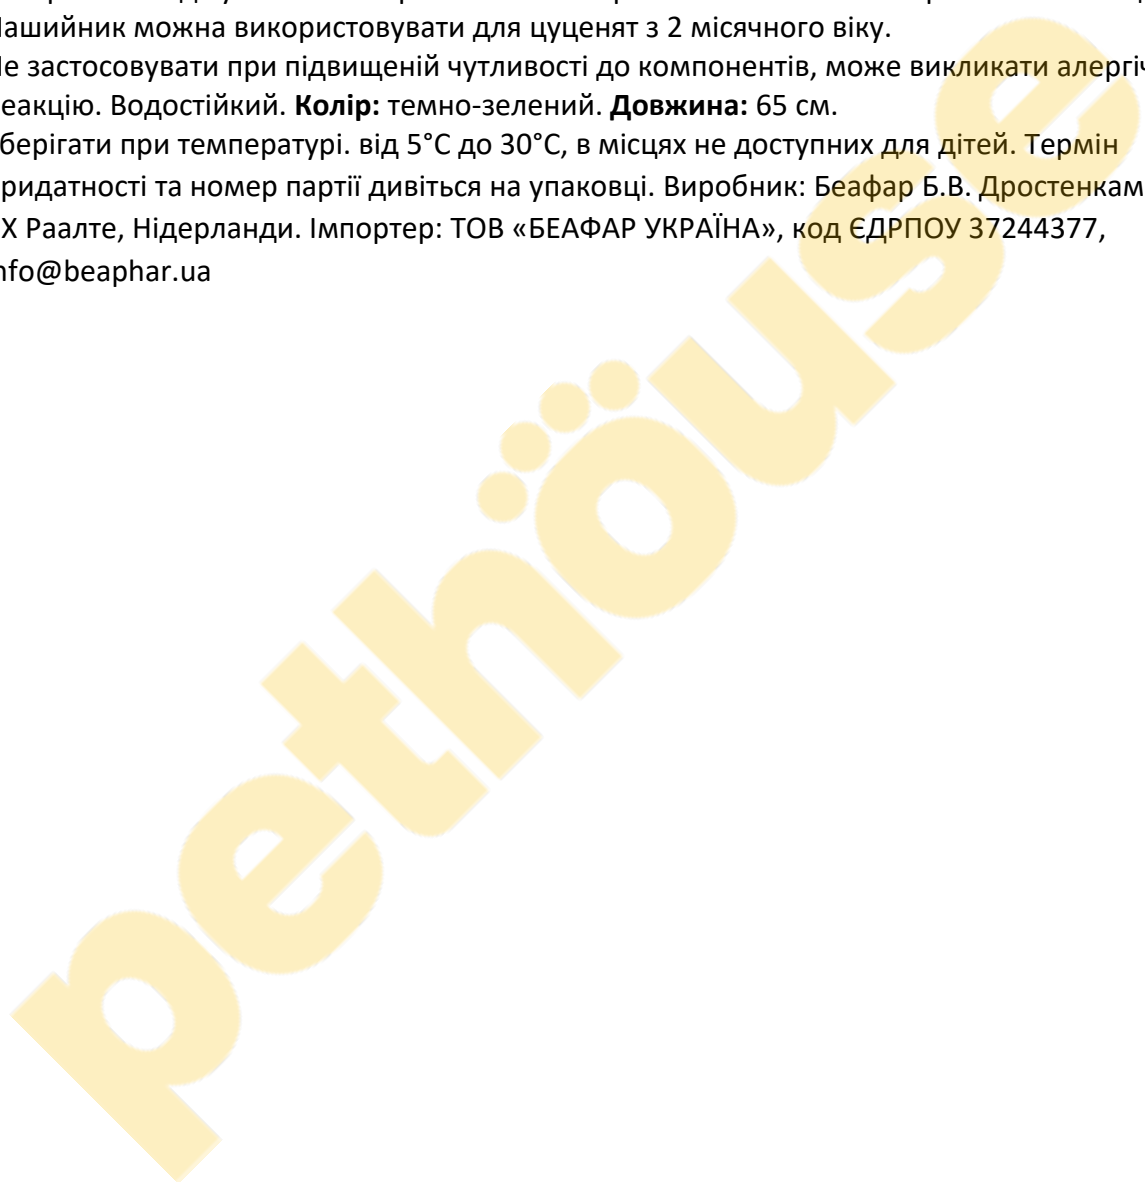 ашийник можна використовувати для цуценят з 2 місячного віку.
е застосовувати при підвищеній чутливості до компонентів, може викликати алергіч
еакцію. Водостійкий. Колір: темно-зелений. Довжина: 65 см.
берігати при температурі. від 5°С до 30°С, в місцях не доступних для дітей. Термін
ридатності та номер партії дивіться на упаковці. Виробник: Беафар Б.В. Дростенкам
Х Раалте, Нідерланди. Імпортер: ТОВ «БЕАФАР УКРАЇНА», код ЄДРПОУ 37244377,
nfo@beaphar.ua
pethöuse